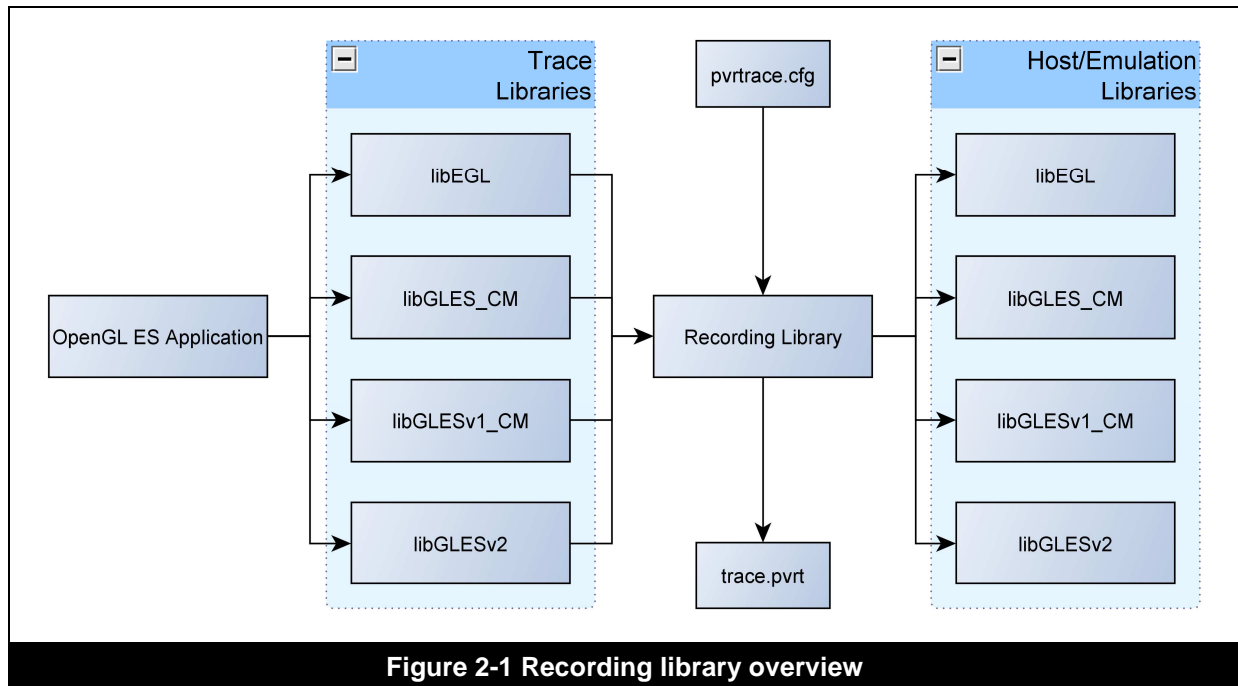 OpenGL ES Application
Trace
Libraries
libEGL
libGLES_CM
libGLESv1_CM
libGLESv2
pvrtrace.cfg
Recording Library
trace.pvrt
Host/Emulation
Libraries
libEGL
libGLES_CM
libGLESv1_CM
libGLESv2
Figure 2-1 Recording library overview